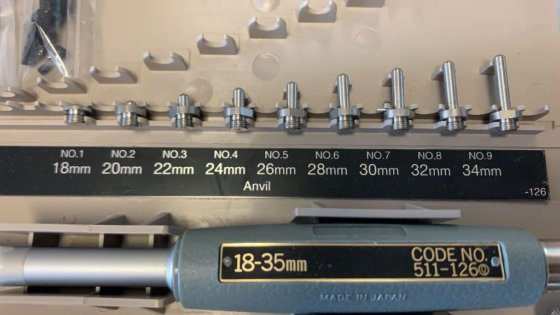 NO.1 NO.2 NO.3 NO.4 NO.5 NO.6 NO.7 NO.8 NO.9
18mm 20mm 22mm 24mm 26mm 28mm 30mm 32mm 34mm
Anvil
-126
18-35mm
CODE NO.
511-126
MADE IN JAPAN